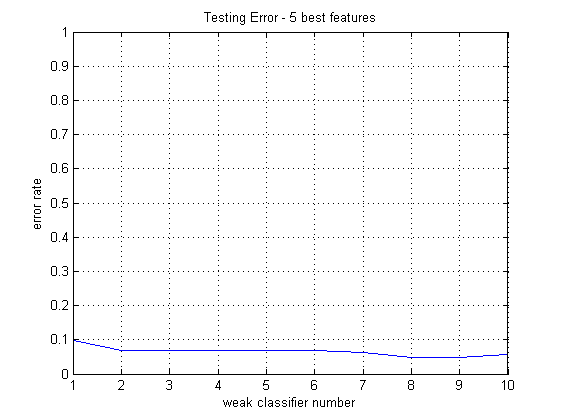 Testing Error - 5 best features
1
0.9
0.8
0.7
0.6
0.5
0.4
0.3
0.2
0.1
0
error rate
1 2 3 4 5 6 7 8 9 10
weak classifier number